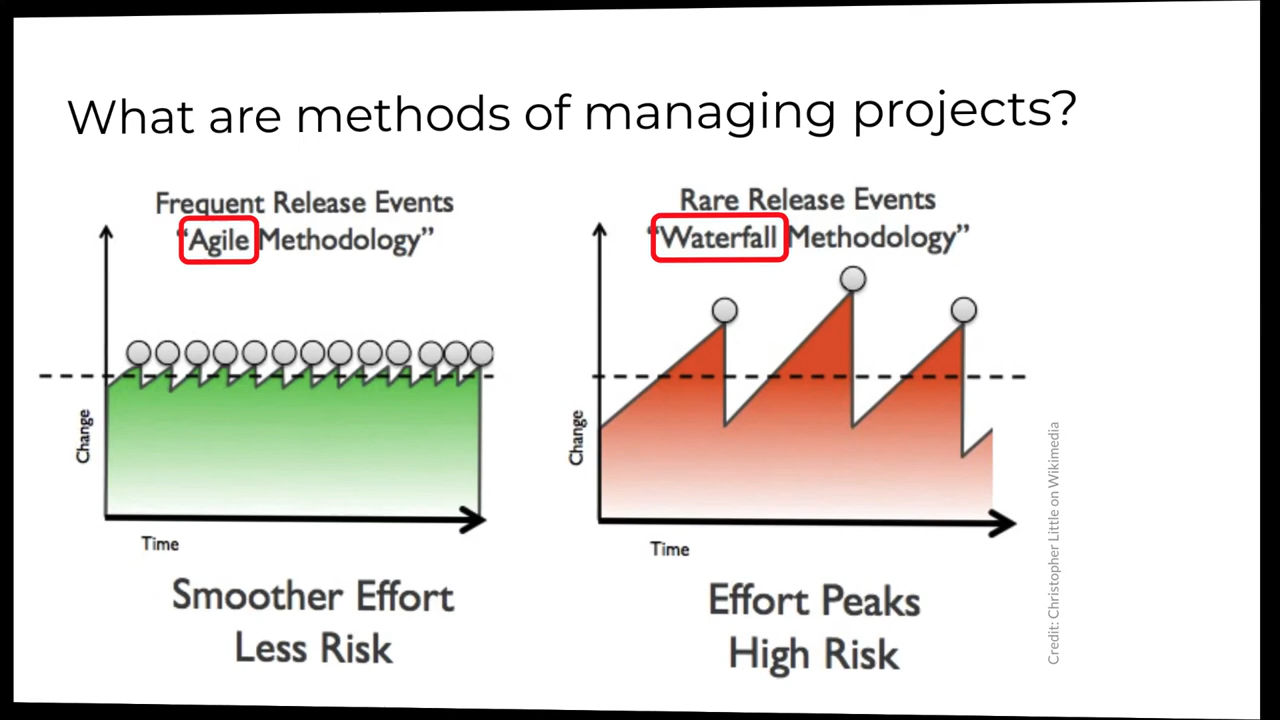 What are methods of managing projects?
Frequent Release Events
“Agile Methodology”
Change
Time
Smoother Effort
Less Risk
Rare Release Events
“Waterfall Methodology”
Change
Time
Effort Peaks
High Risk
Credit: Christopher Little on Wikimedia